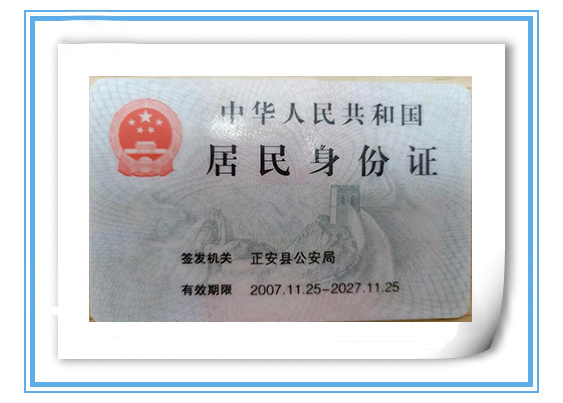 中华人民共和国
居民身份证
签发机关 正安县公安局
有效期限 2007.11.25-2027.11.25